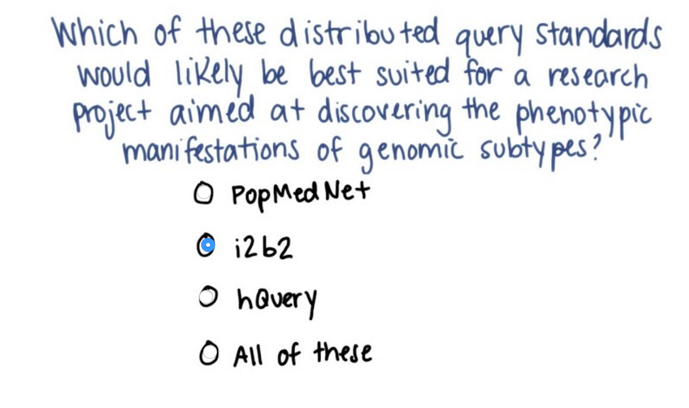 Which of these distributed query standards
would likely be best suited for a research
project aimed at discovering the phenotypic
manifestations of genomic subtypes?
PopMedNet
i2b2
hQuery
All of these